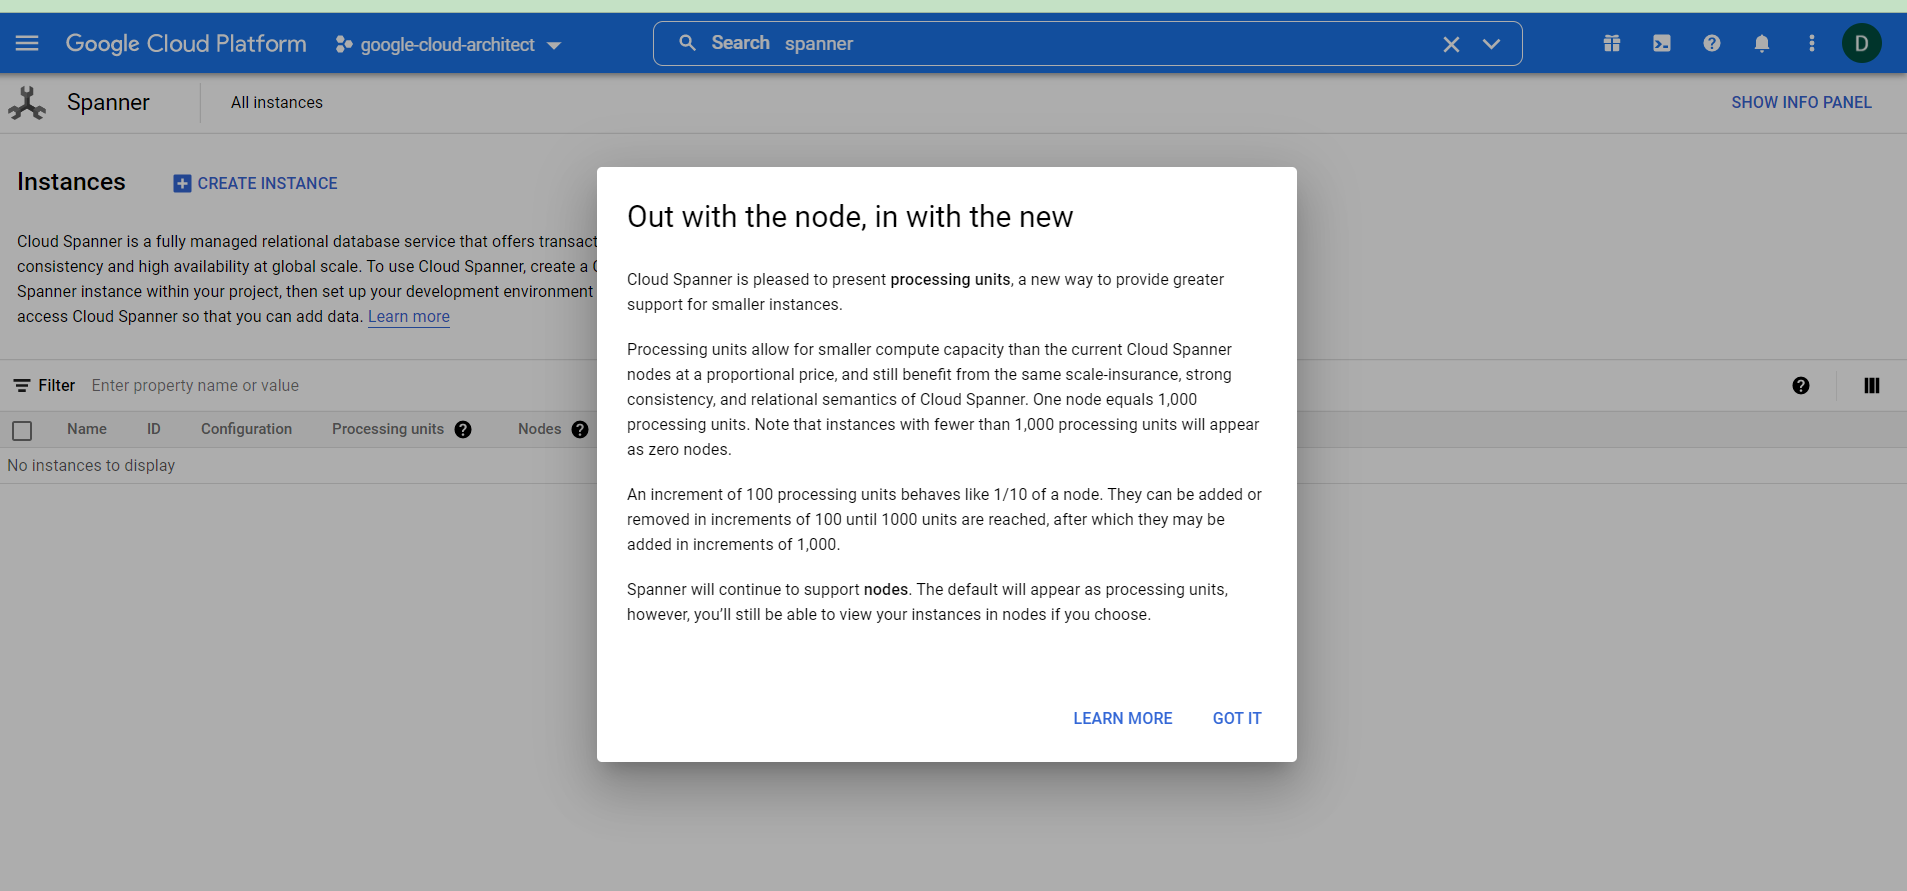 Google Cloud Platform
google-cloud-architect
Search spanner
D
Spanner
All instances
SHOW INFO PANEL
Instances
CREATE INSTANCE
Cloud Spanner is a fully managed relational database service that offers transact
consistency and high availability at global scale. To use Cloud Spanner, create a C
Spanner instance within your project, then set up your development environment
access Cloud Spanner so that you can add data. Learn more
Filter Enter property name or value
Name ID Configuration Processing units Nodes
No instances to display
Out with the node, in with the new
Cloud Spanner is pleased to present processing units, a new way to provide greater
support for smaller instances.
Processing units allow for smaller compute capacity than the current Cloud Spanner
nodes at a proportional price, and still benefit from the same scale-insurance, strong
consistency, and relational semantics of Cloud Spanner. One node equals 1,000
processing units. Note that instances with fewer than 1,000 processing units will appear
as zero nodes.
An increment of 100 processing units behaves like 1/10 of a node. They can be added or
removed in increments of 100 until 1000 units are reached, after which they may be
added in increments of 1,000.
Spanner will continue to support nodes. The default will appear as processing units,
however, you’ll still be able to view your instances in nodes if you choose.
LEARN MORE
GOT IT